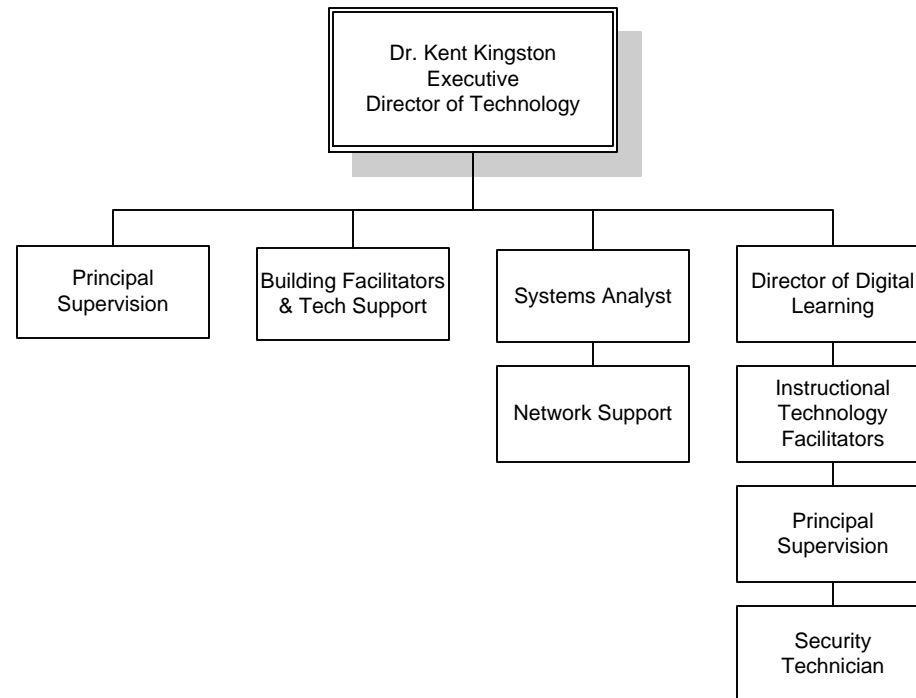 Dr. Kent Kingston
Executive
Director of Technology
Principal
Supervision
Building Facilitators
& Tech Support
Systems Analyst
Network Support
Director of Digital
Learning
Instructional
Technology
Facilitators
Principal
Supervision
Security
Technician